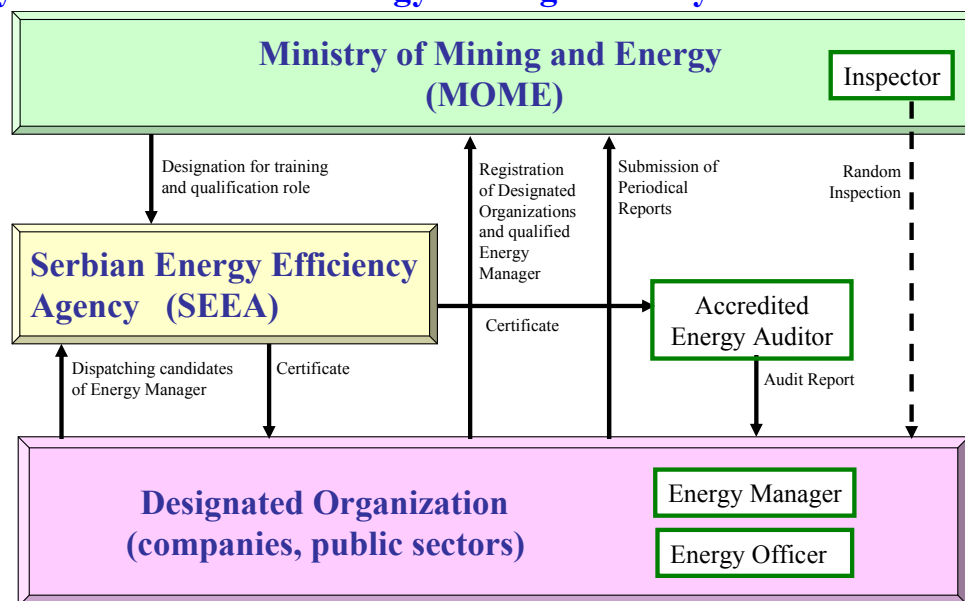 Ministry of Mining and Energy
(MOME)
Inspector
Designation for training
and qualification role
Registration
of Designated
Organizations
and qualified
Energy
Manager
Submission of
Periodical
Reports
Random
Inspection
Serbian Energy Efficiency
Agency (SEEA)
Certificate
Accredited
Energy Auditor
Dispatching candidates
of Energy Manager
Certificate
Audit Report
Designated Organization
(companies, public sectors)
Energy Manager
Energy Officer